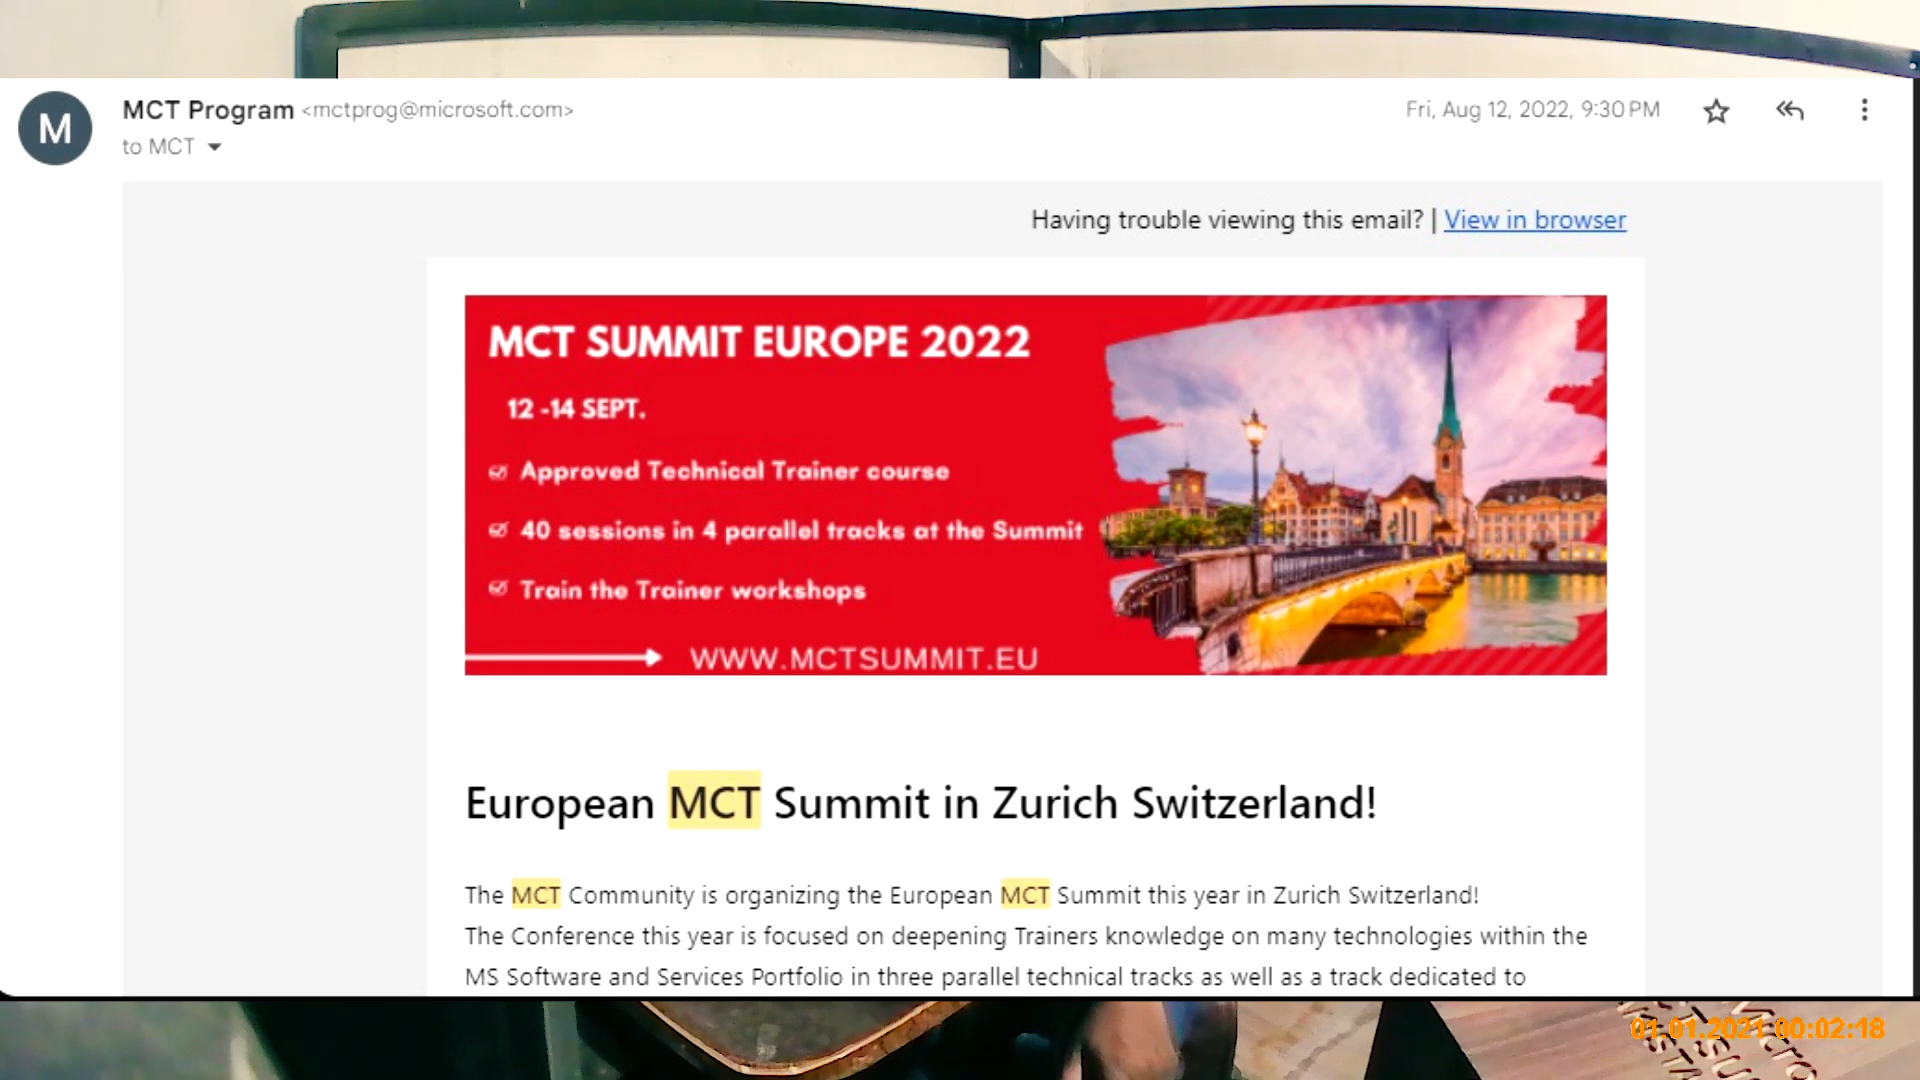 M
MCT Program <mctprog@microsoft.com>
Fri, Aug 12, 2022, 9:30 PM
to MCT
Having trouble viewing this email? | View in browser
MCT SUMMIT EUROPE 2022
12 -14 SEPT.
Approved Technical Trainer course
40 sessions in 4 parallel tracks at the Summit
Train the Trainer workshops
WWW.MCTSUMMIT.EU
European MCT Summit in Zurich Switzerland!
The MCT Community is organizing the European MCT Summit this year in Zurich Switzerland!
The Conference this year is focused on deepening Trainers knowledge on many technologies within the
MS Software and Services Portfolio in three parallel technical tracks as well as a track dedicated to
01.01.2021 00:02:18